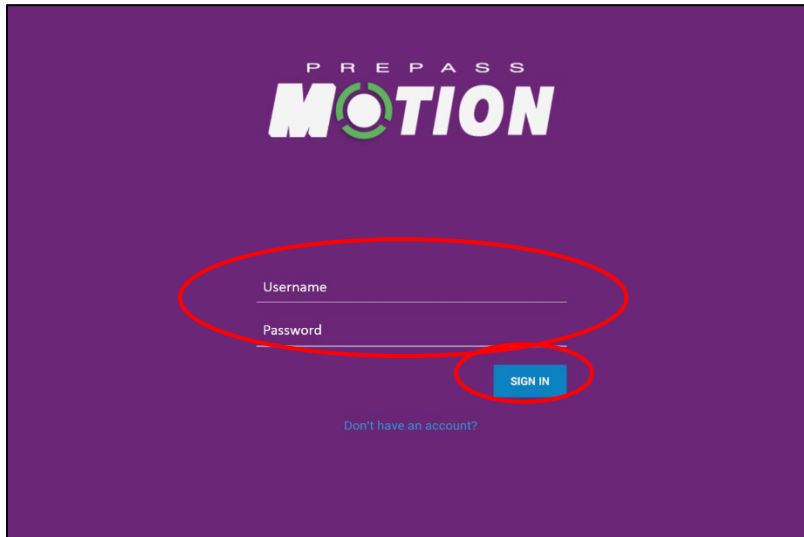 PREPASS
MOTION
Username
Password
SIGN IN
Don't have an account?